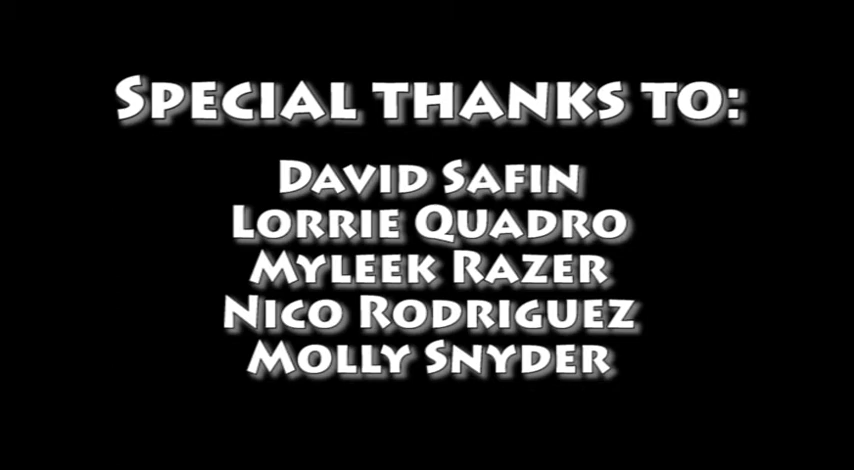 Special thanks to:
David Safin
Lorrie Quadro
Myleek Razer
Nico Rodriguez
Molly Snyder